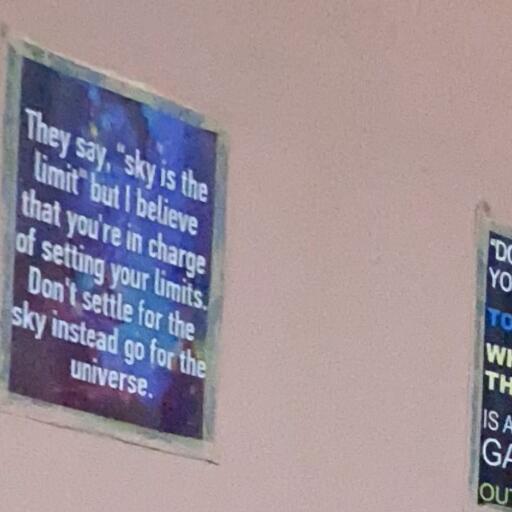 They say, "sky is the
limit" but I believe
that you're in charge
of setting your limits.
Don't settle for the
sky instead go for the
universe.
"DO
YO
TO
WH
TH
IS A
GA
OUT